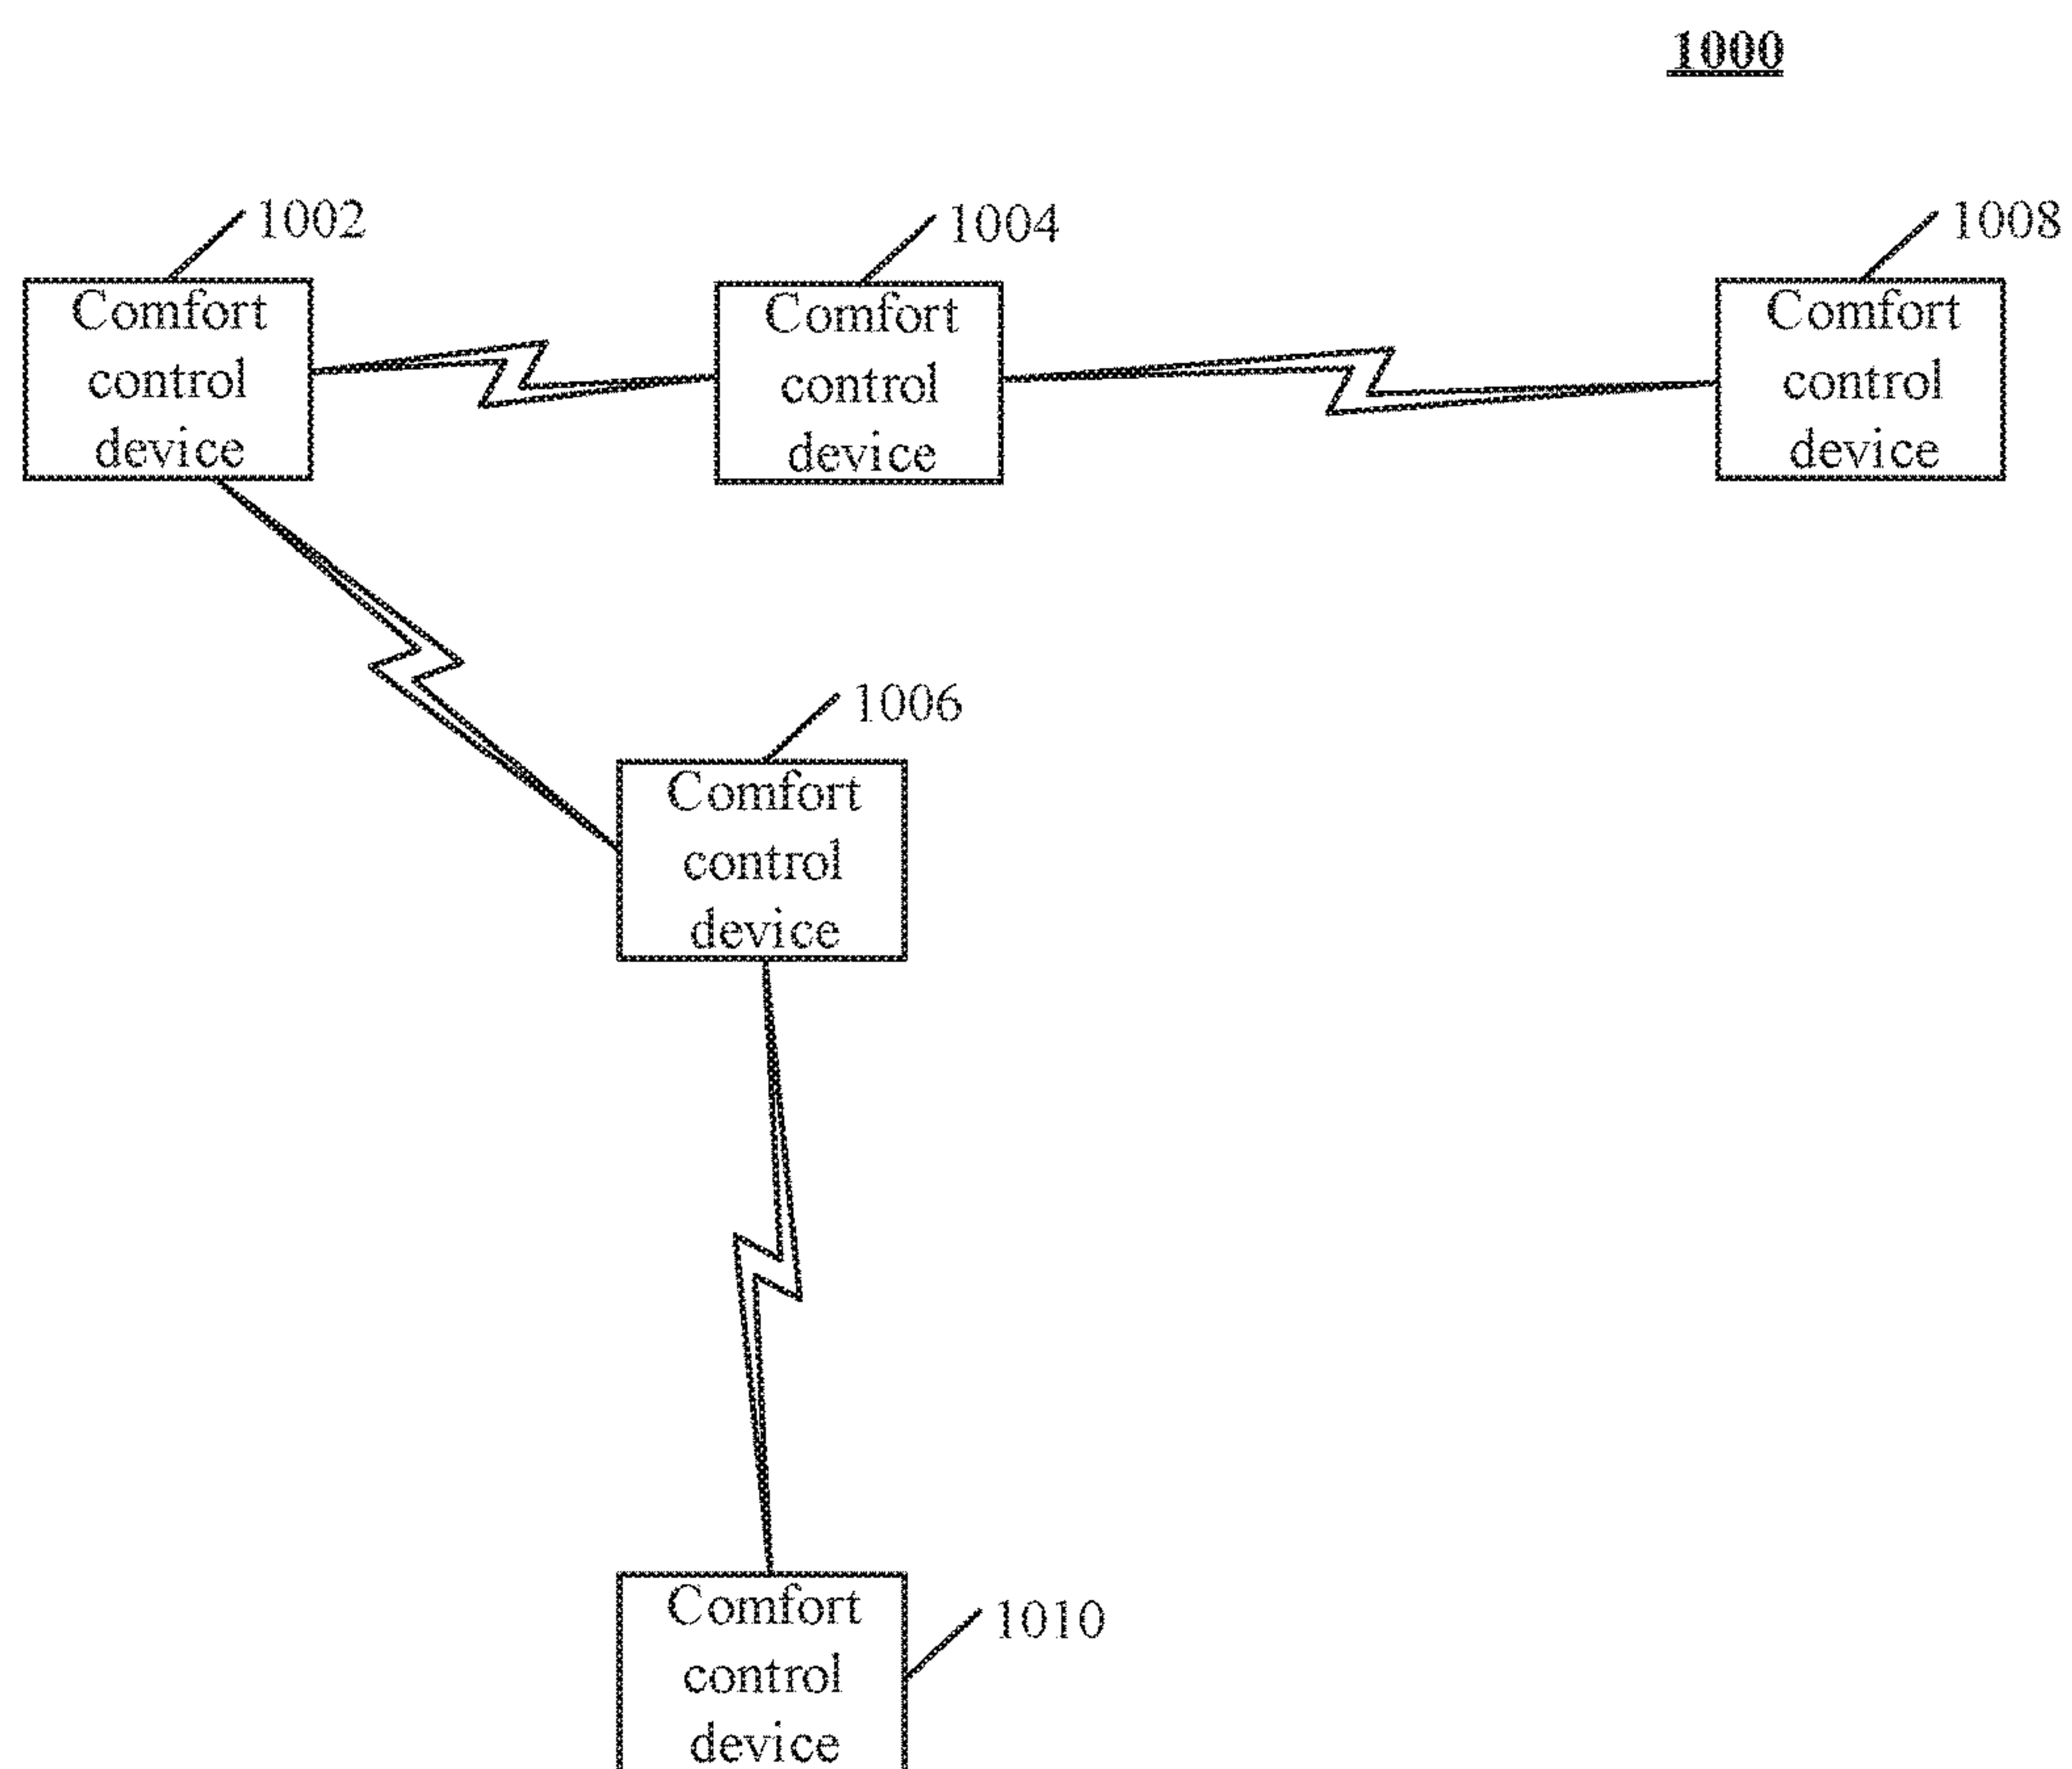 1000
1002
1004
1008
Comfort
control
device
Comfort
control
device
Comfort
control
device
1006
Comfort
control
device
1010
Comfort
control
device